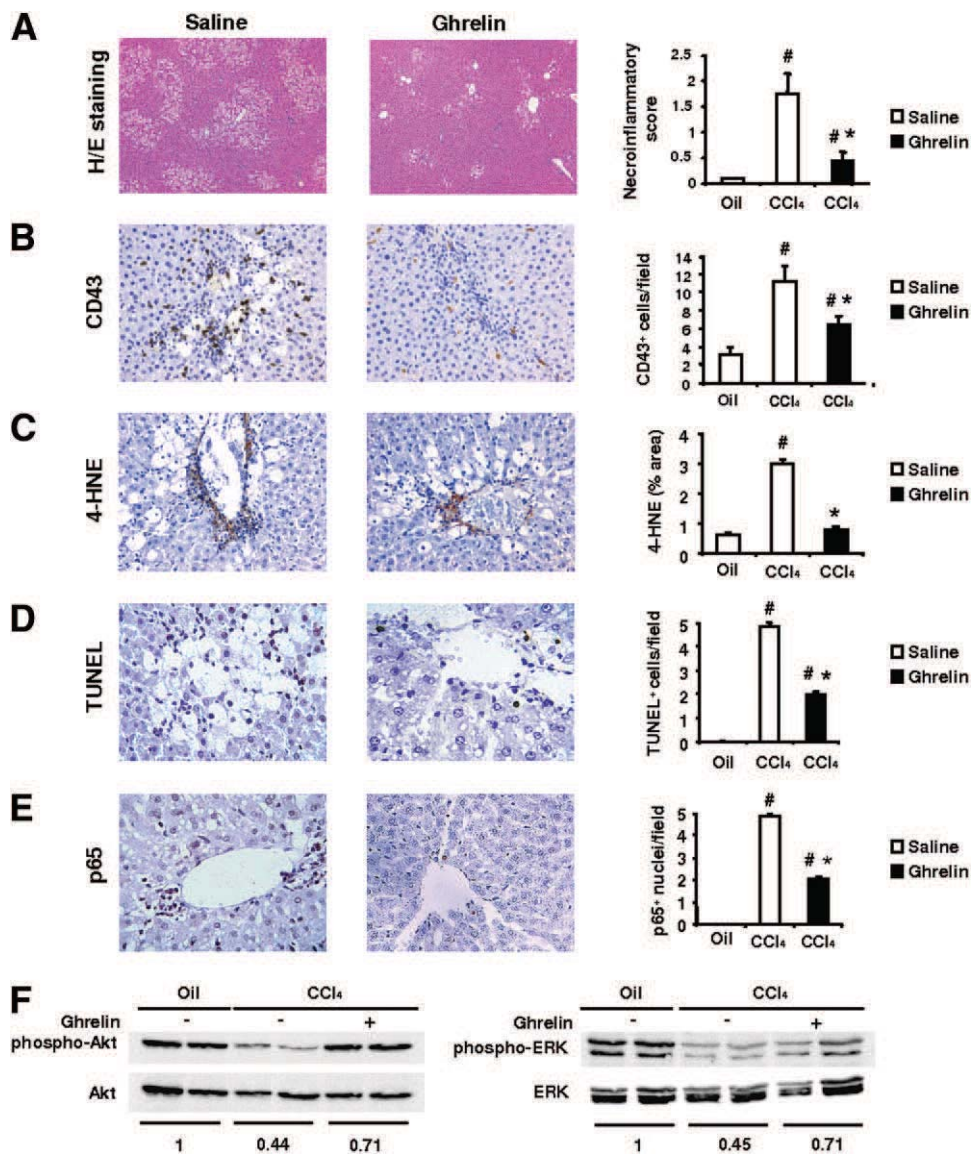 Saline Ghrelin
A
H/E staining
Necroinflammatory
score
2.5
2
1.5
1
0.5
0
#
# *
Oil CCl₄ CCl₄
Saline
Ghrelin
B
CD43
CD43⁺ cells/field
14
12
10
8
6
4
2
0
#
# *
Oil CCl₄ CCl₄
Saline
Ghrelin
C
4-HNE
4-HNE (% area)
4
3
2
1
0
#
*
Oil CCl₄ CCl₄
Saline
Ghrelin
D
TUNEL
TUNEL⁺ cells/field
5
4
3
2
1
0
#
# *
Oil CCl₄ CCl₄
Saline
Ghrelin
E
p65
p65⁺ nuclei/field
5
4
3
2
1
0
#
# *
Oil CCl₄ CCl₄
Saline
Ghrelin
F
Oil CCl₄
Ghrelin - - +
phospho-Akt
Akt
1 0.44 0.71
Oil CCl₄
Ghrelin - - +
phospho-ERK
ERK
1 0.45 0.71